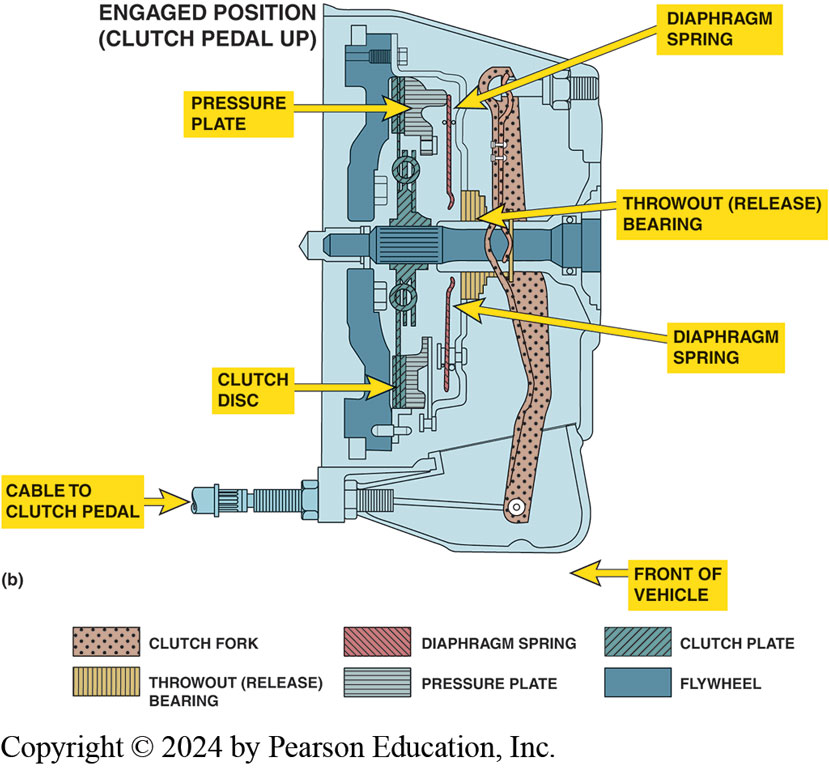 ENGAGED POSITION
(CLUTCH PEDAL UP)
DIAPHRAGM
SPRING
PRESSURE
PLATE
THROWOUT (RELEASE)
BEARING
DIAPHRAGM
SPRING
CLUTCH
DISC
CABLE TO
CLUTCH PEDAL
FRONT OF
VEHICLE
(b)
CLUTCH FORK
DIAPHRAGM SPRING
CLUTCH PLATE
THROWOUT (RELEASE)
BEARING
PRESSURE PLATE
FLYWHEEL
Copyright © 2024 by Pearson Education, Inc.